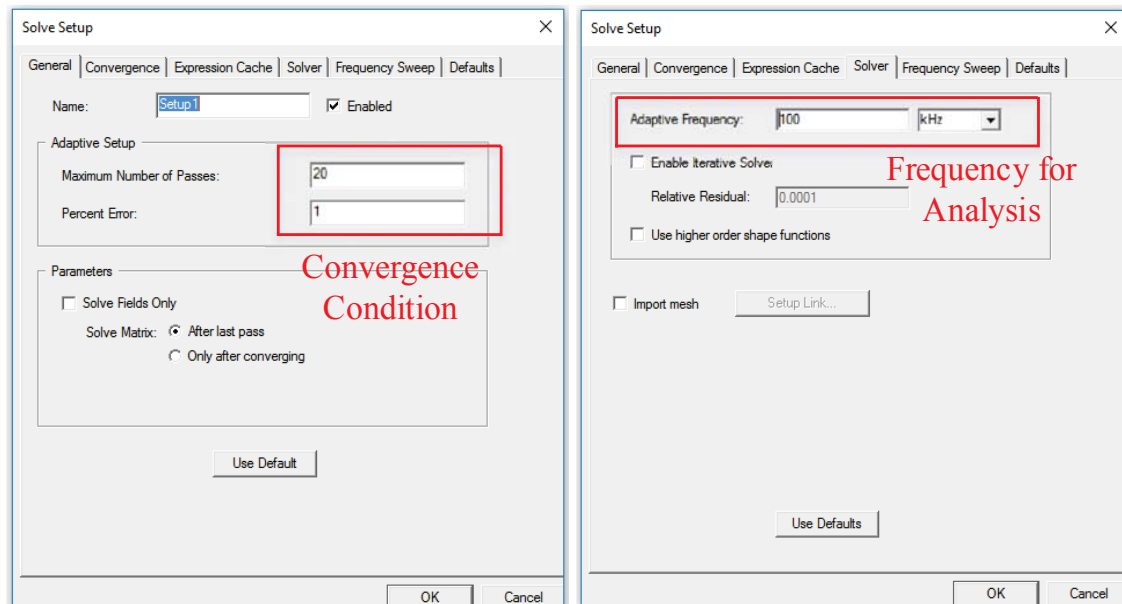 Solve Setup
General Convergence Expression Cache Solver Frequency Sweep Defaults
Name: Setup1 Enabled
Adaptive Setup
Maximum Number of Passes: 20
Percent Error: 1
Convergence
Condition
Parameters
Solve Fields Only
Solve Matrix: After last pass
Only after converging
Use Default
OK Cancel
Solve Setup
General Convergence Expression Cache Solver Frequency Sweep Defaults
Adaptive Frequency: 100 kHz
Frequency for
Analysis
Enable Iterative Solver
Relative Residual: 0.0001
Use higher order shape functions
Import mesh Setup Link...
Use Defaults
OK Cancel